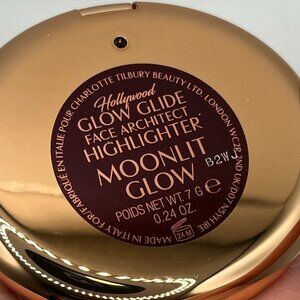 Hollywood
GLOW GLIDE
FACE ARCHITECT
HIGHLIGHTER
MOONLIT
GLOW
B2WJ
POIDS NET WT. 7 G e
0.24 OZ.
24M
MADE IN ITALY FOR/FABRIQUÉ EN ITALIE POUR CHARLOTTE TILBURY BEAUTY LTD. LONDON